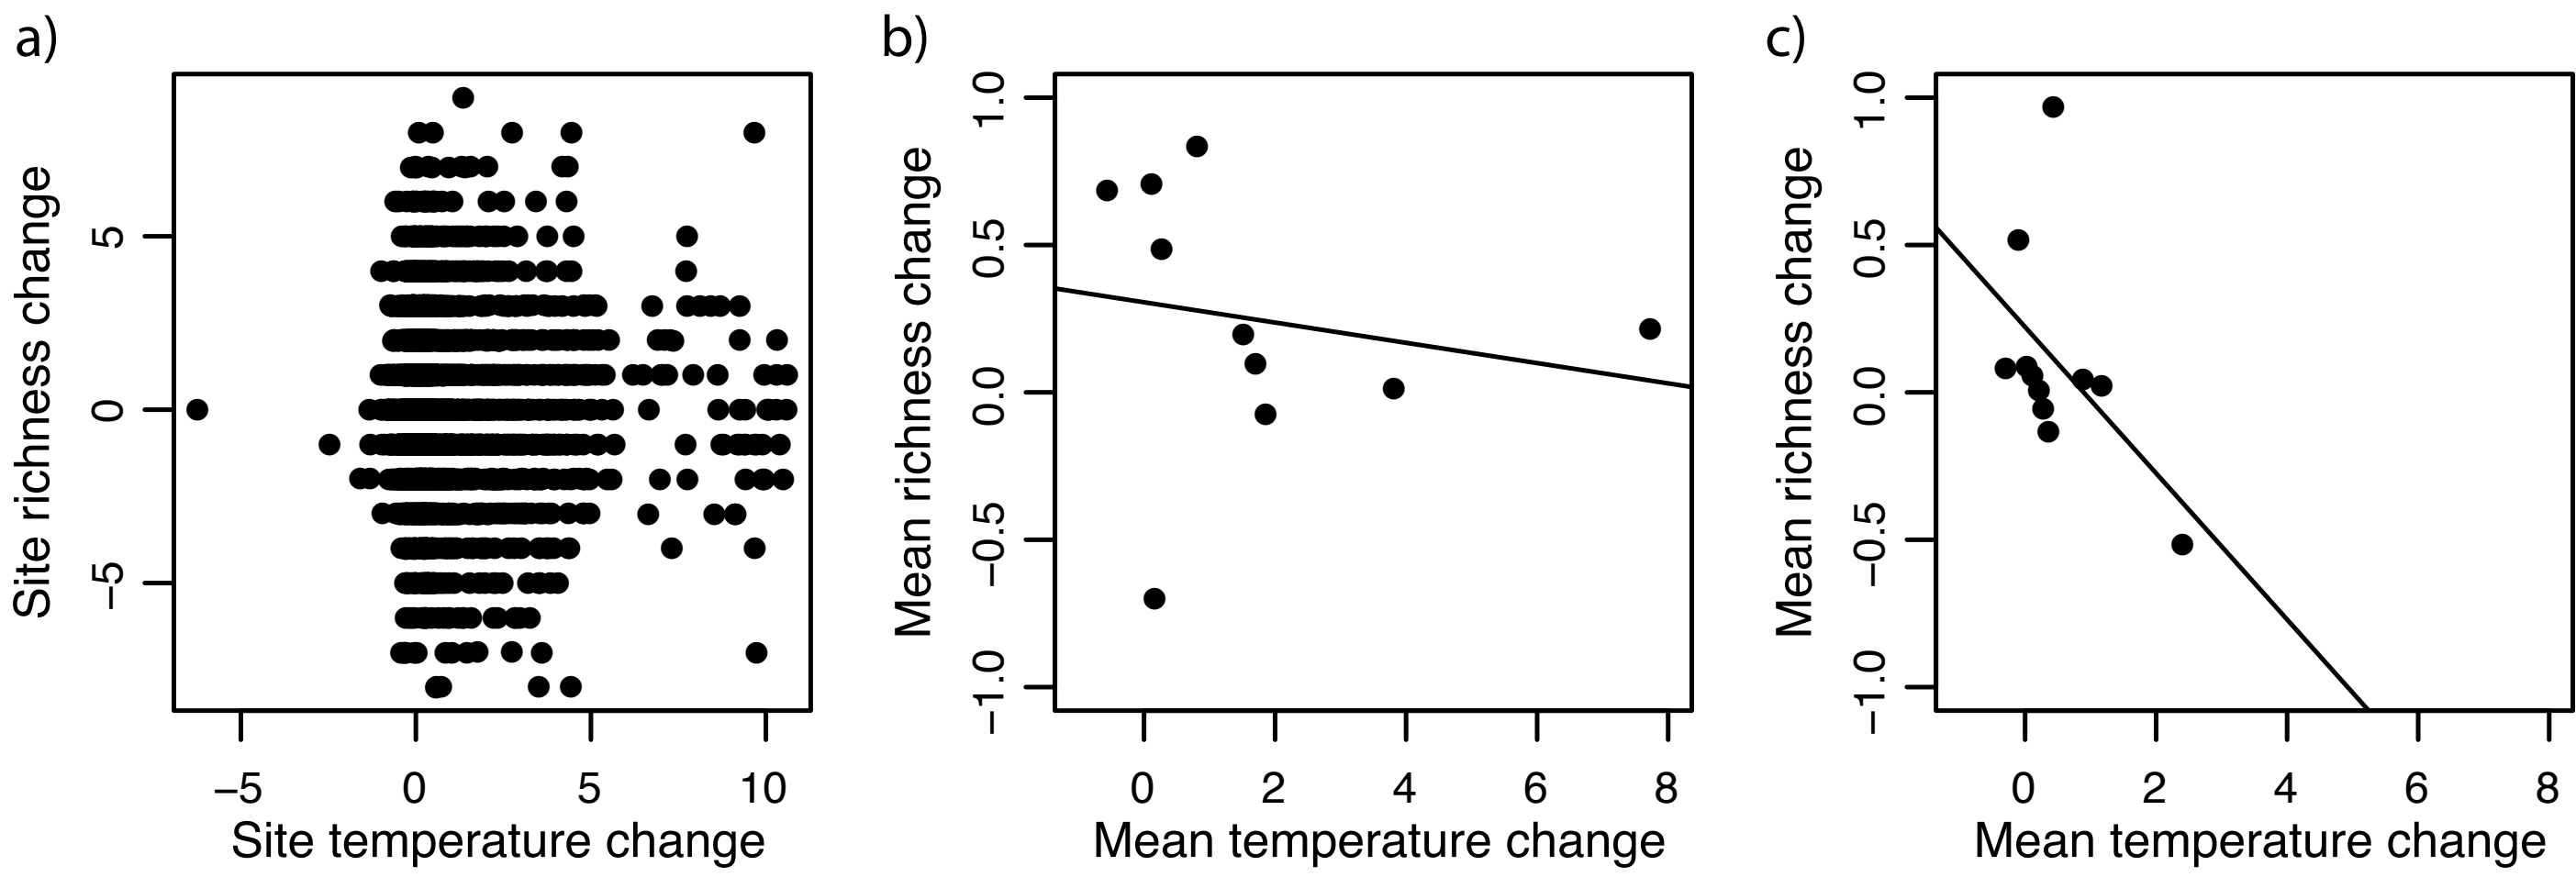 a)
Site richness change
5
0
−5
−5 0 5 10
Site temperature change
b)
Mean richness change
1.0
0.5
0.0
−0.5
−1.0
0 2 4 6 8
Mean temperature change
c)
Mean richness change
1.0
0.5
0.0
−0.5
−1.0
0 2 4 6 8
Mean temperature change